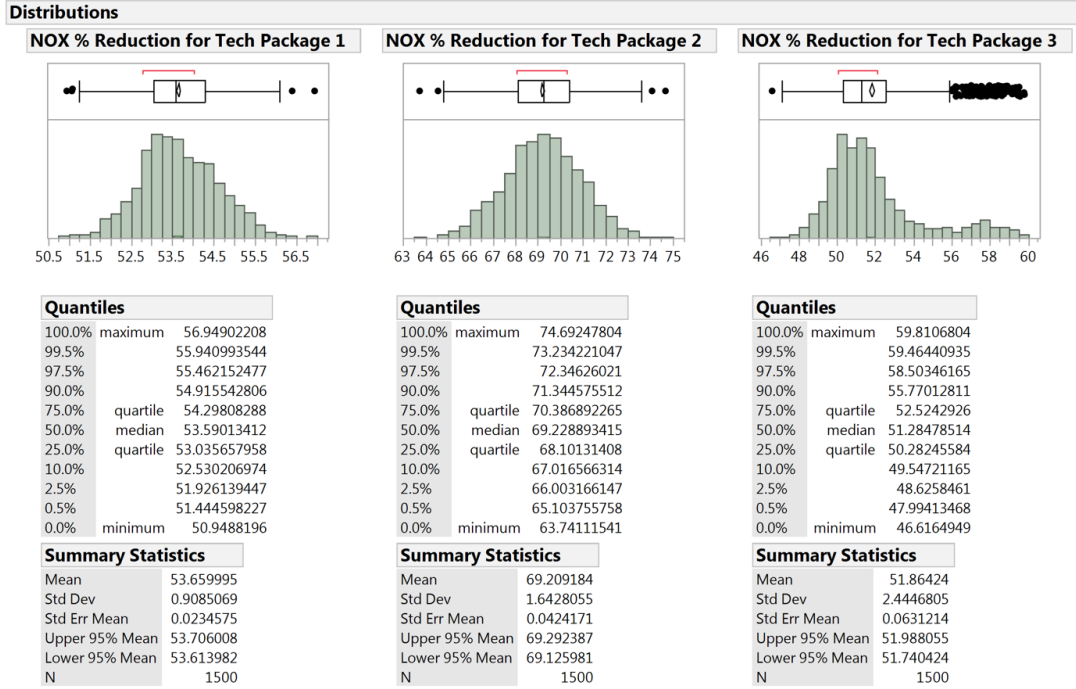 Distributions
NOX % Reduction for Tech Package 1
50.5 51.5 52.5 53.5 54.5 55.5 56.5
Quantiles
100.0% maximum 56.94902208
99.5% 55.940993544
97.5% 55.462152477
90.0% 54.915542806
75.0% quartile 54.29808288
50.0% median 53.59013412
25.0% quartile 53.035657958
10.0% 52.530206974
2.5% 51.926139447
0.5% 51.444598227
0.0% minimum 50.9488196
Summary Statistics
Mean 53.659995
Std Dev 0.9085069
Std Err Mean 0.0234575
Upper 95% Mean 53.706008
Lower 95% Mean 53.613982
N 1500
NOX % Reduction for Tech Package 2
63 64 65 66 67 68 69 70 71 72 73 74 75
Quantiles
100.0% maximum 74.69247804
99.5% 73.234221047
97.5% 72.34626021
90.0% 71.344575512
75.0% quartile 70.386892265
50.0% median 69.228893415
25.0% quartile 68.10131408
10.0% 67.016566314
2.5% 66.003166147
0.5% 65.103755758
0.0% minimum 63.74111541
Summary Statistics
Mean 69.209184
Std Dev 1.6428055
Std Err Mean 0.0424171
Upper 95% Mean 69.292387
Lower 95% Mean 69.125981
N 1500
NOX % Reduction for Tech Package 3
46 48 50 52 54 56 58 60
Quantiles
100.0% maximum 59.8106804
99.5% 59.46440935
97.5% 58.50346165
90.0% 55.77012811
75.0% quartile 52.5242926
50.0% median 51.28478514
25.0% quartile 50.28245584
10.0% 49.54721165
2.5% 48.6258461
0.5% 47.99413468
0.0% minimum 46.6164949
Summary Statistics
Mean 51.86424
Std Dev 2.4446805
Std Err Mean 0.0631214
Upper 95% Mean 51.988055
Lower 95% Mean 51.740424
N 1500